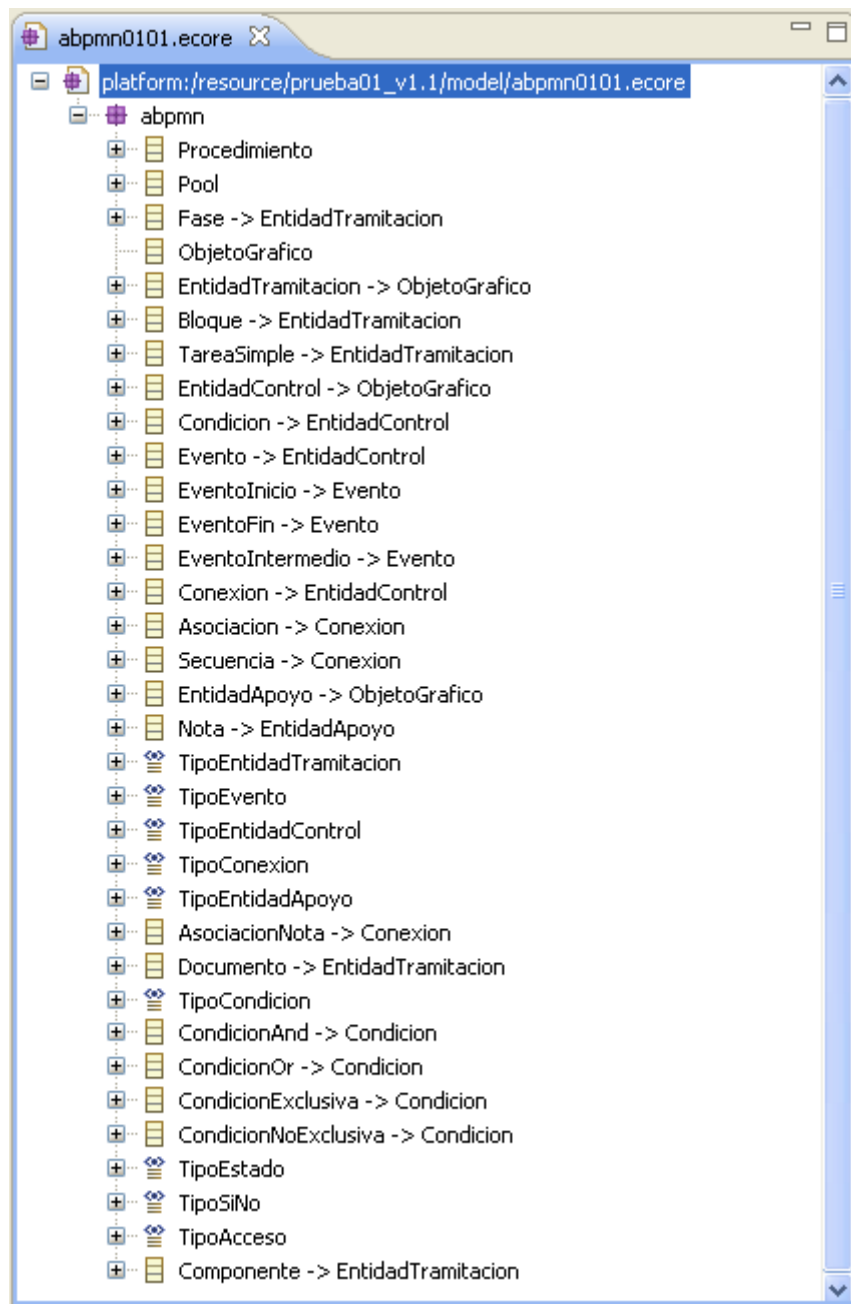 abpmn0101.ecore
platform:/resource/prueba01_v1.1/model/abpmn0101.ecore
abpmn
Procedimiento
Pool
Fase -> EntidadTramitacion
ObjetoGrafico
EntidadTramitacion -> ObjetoGrafico
Bloque -> EntidadTramitacion
TareaSimple -> EntidadTramitacion
EntidadControl -> ObjetoGrafico
Condicion -> EntidadControl
Evento -> EntidadControl
EventoInicio -> Evento
EventoFin -> Evento
EventoIntermedio -> Evento
Conexion -> EntidadControl
Asociacion -> Conexion
Secuencia -> Conexion
EntidadApoyo -> ObjetoGrafico
Nota -> EntidadApoyo
TipoEntidadTramitacion
TipoEvento
TipoEntidadControl
TipoConexion
TipoEntidadApoyo
AsociacionNota -> Conexion
Documento -> EntidadTramitacion
TipoCondicion
CondicionAnd -> Condicion
CondicionOr -> Condicion
CondicionExclusiva -> Condicion
CondicionNoExclusiva -> Condicion
TipoEstado
TipoSiNo
TipoAcceso
Componente -> EntidadTramitacion